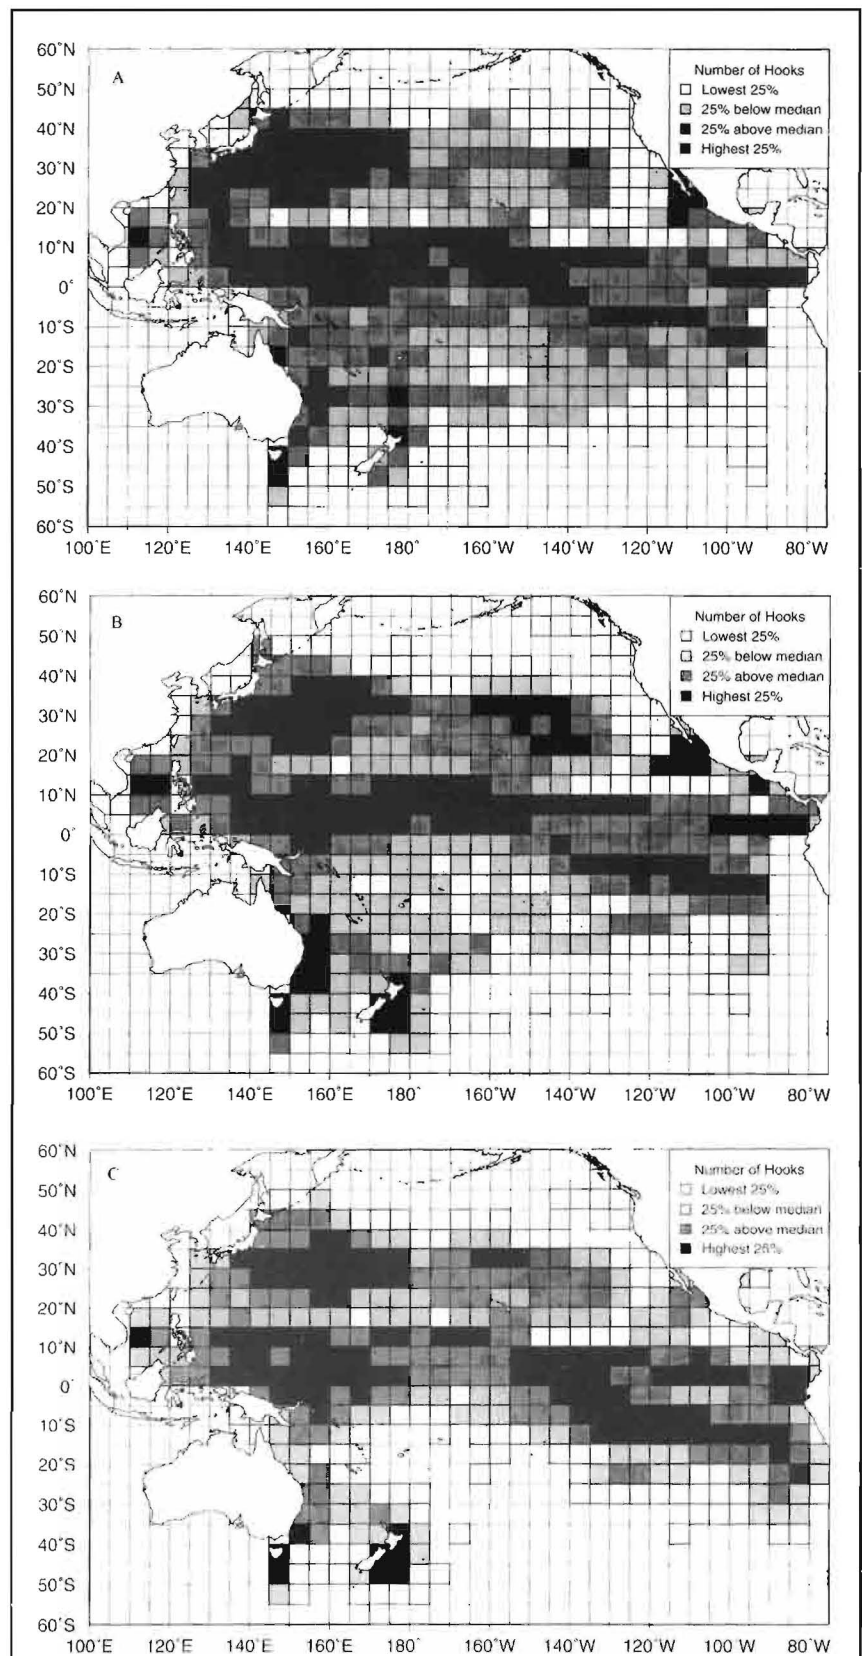 60°N
50°N
40°N
30°N
20°N
10°N
0°
10°S
20°S
30°S
40°S
50°S
60°S
A
Number of Hooks
Lowest 25%
25% below median
25% above median
Highest 25%
100°E 120°E 140°E 160°E 180° 160°W 140°W 120°W 100°W 80°W
60°N
50°N
40°N
30°N
20°N
10°N
0°
10°S
20°S
30°S
40°S
50°S
60°S
B
Number of Hooks
Lowest 25%
25% below median
25% above median
Highest 25%
100°E 120°E 140°E 160°E 180° 160°W 140°W 120°W 100°W 80°W
60°N
50°N
40°N
30°N
20°N
10°N
0°
10°S
20°S
30°S
40°S
50°S
60°S
C
Number of Hooks
Lowest 25%
25% below median
25% above median
Highest 25%
100°E 120°E 140°E 160°E 180° 160°W 140°W 120°W 100°W 80°W